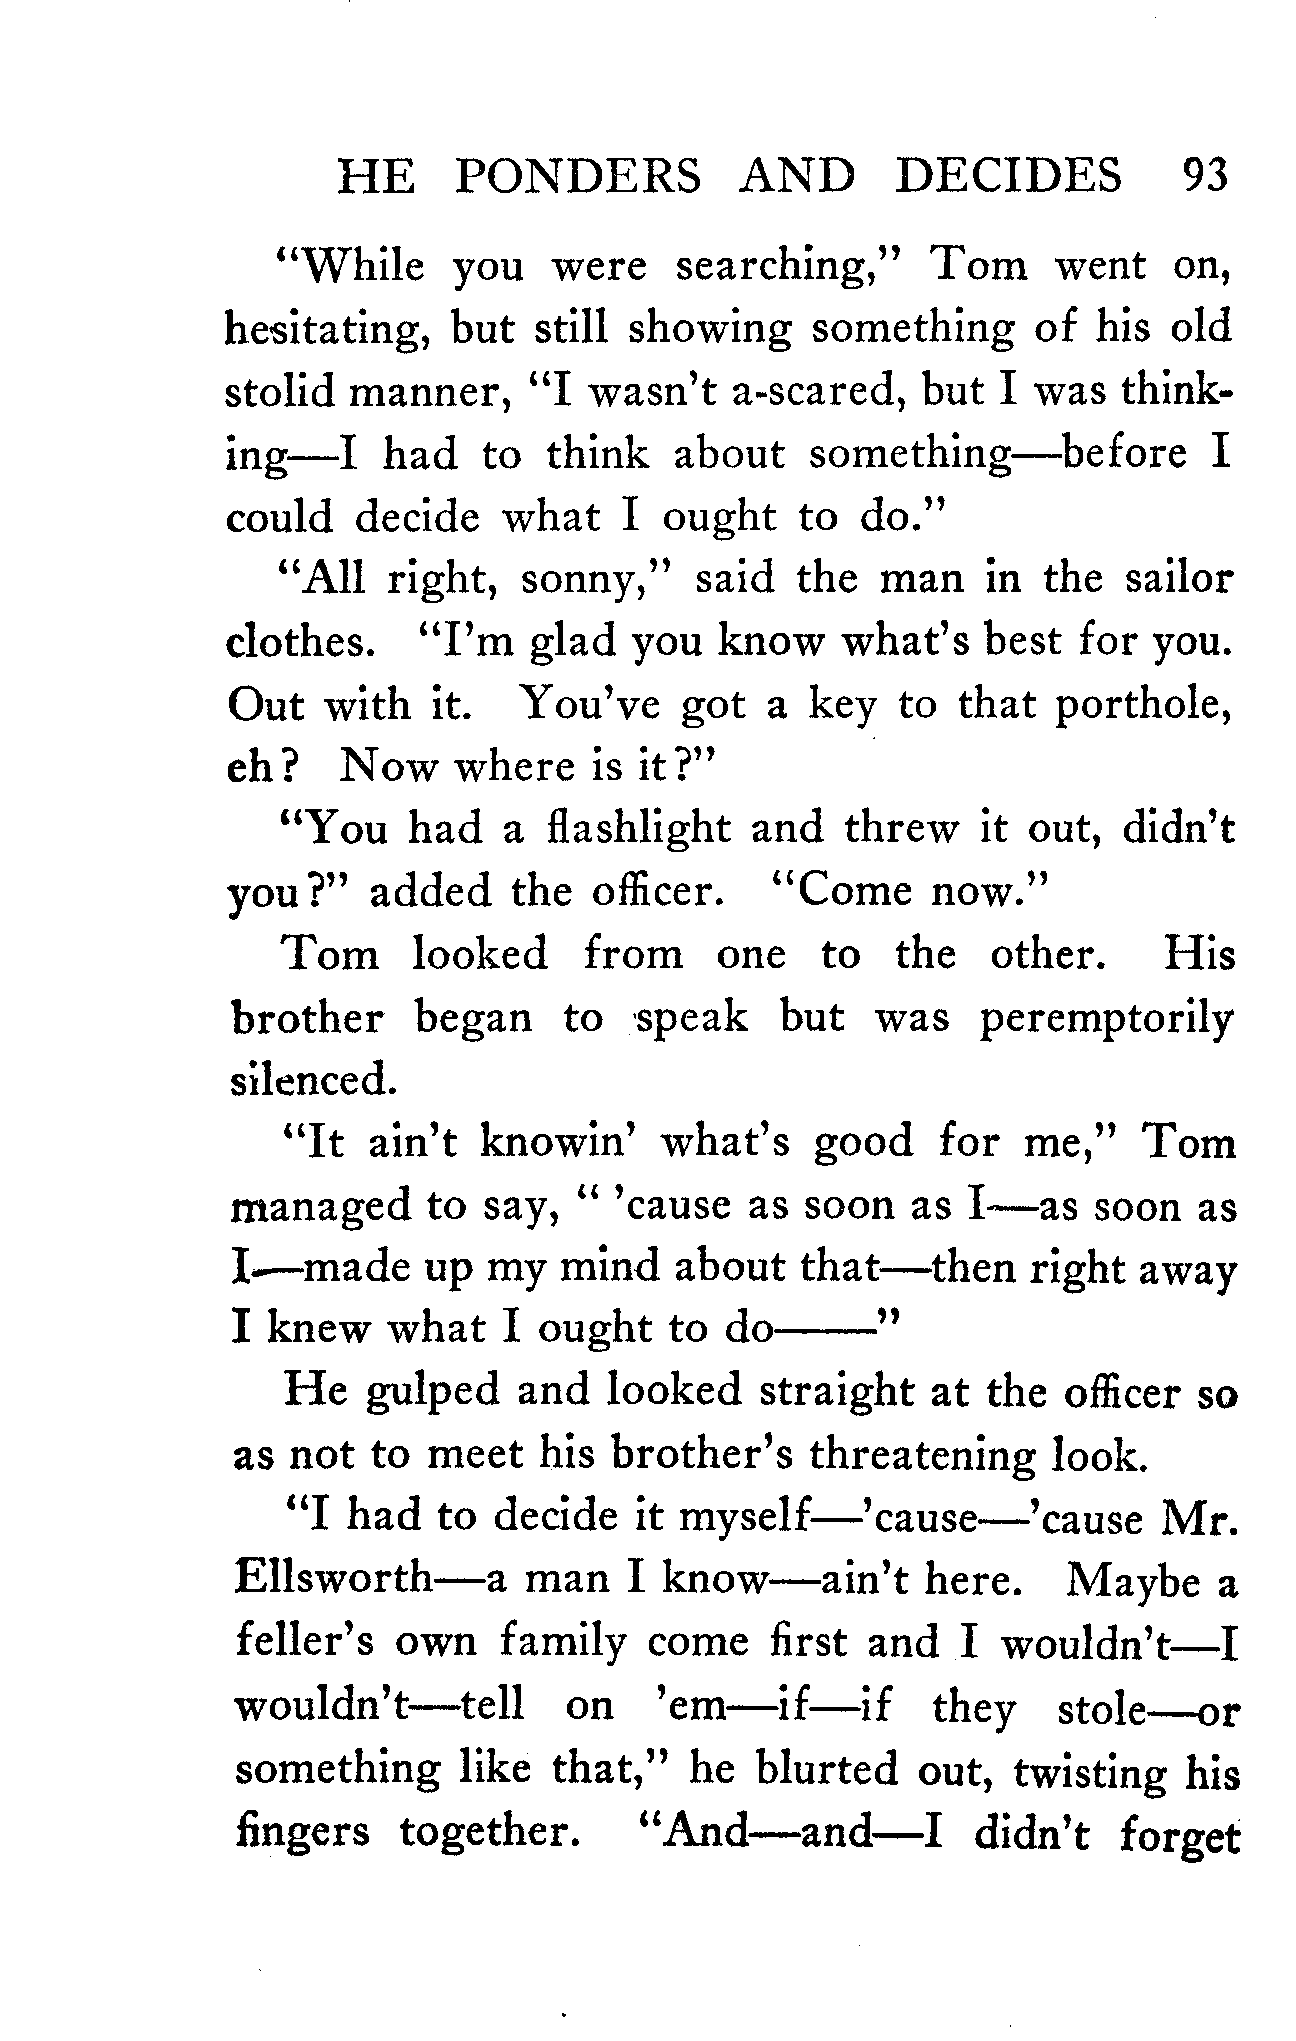 HE PONDERS AND DECIDES 93
"While you were searching," Tom went on,
hesitating, but still showing something of his old
stolid manner, "I wasn't a-scared, but I was think-
ing—I had to think about something—before I
could decide what I ought to do."
"All right, sonny," said the man in the sailor
clothes. "I'm glad you know what's best for you.
Out with it. You've got a key to that porthole,
eh? Now where is it?"
"You had a flashlight and threw it out, didn't
you?" added the officer. "Come now."
Tom looked from one to the other. His
brother began to speak but was peremptorily
silenced.
"It ain't knowin' what's good for me," Tom
managed to say, " 'cause as soon as I—as soon as
I—made up my mind about that—then right away
I knew what I ought to do——"
He gulped and looked straight at the officer so
as not to meet his brother's threatening look.
"I had to decide it myself—'cause—'cause Mr.
Ellsworth—a man I know—ain't here. Maybe a
feller's own family come first and I wouldn't—I
wouldn't—tell on 'em—if—if they stole—or
something like that," he blurted out, twisting his
fingers together. "And—and—I didn't forget